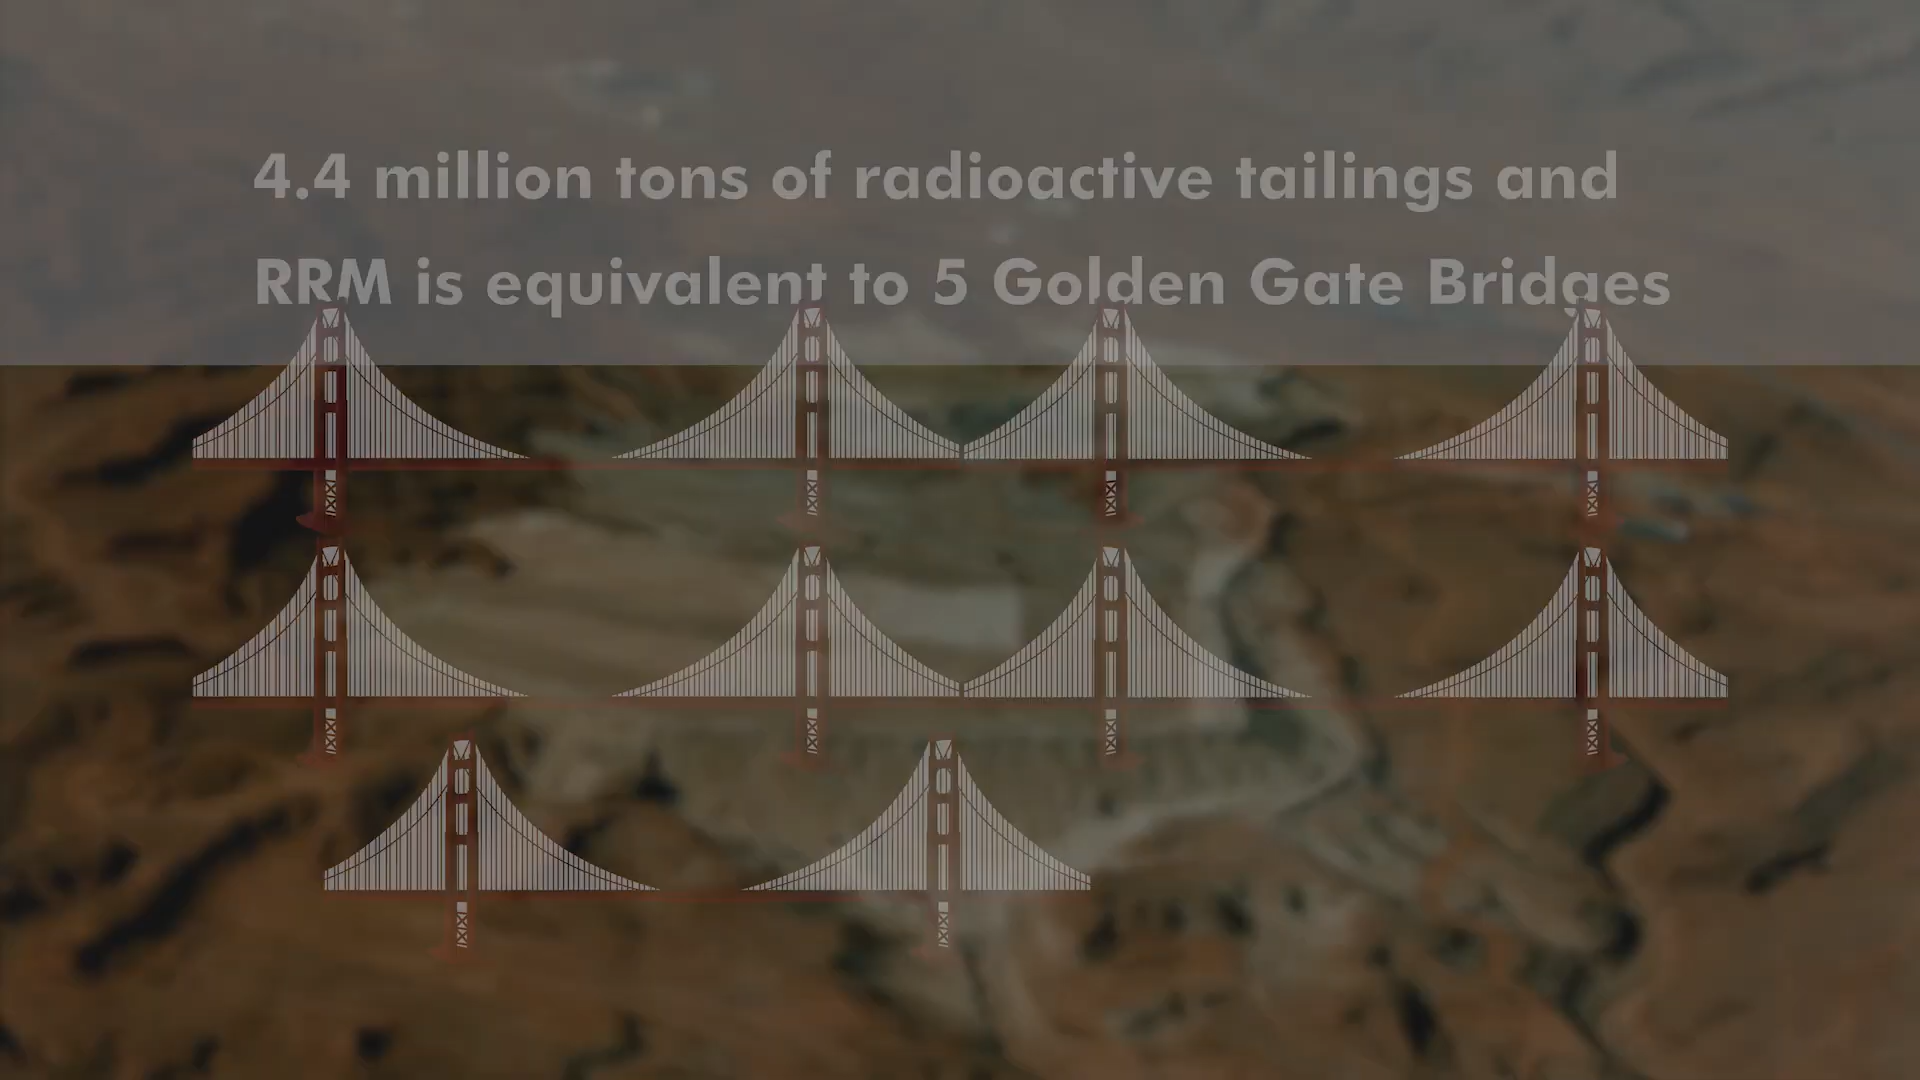 4.4 million tons of radioactive tailings and
RRM is equivalent to 5 Golden Gate Bridges